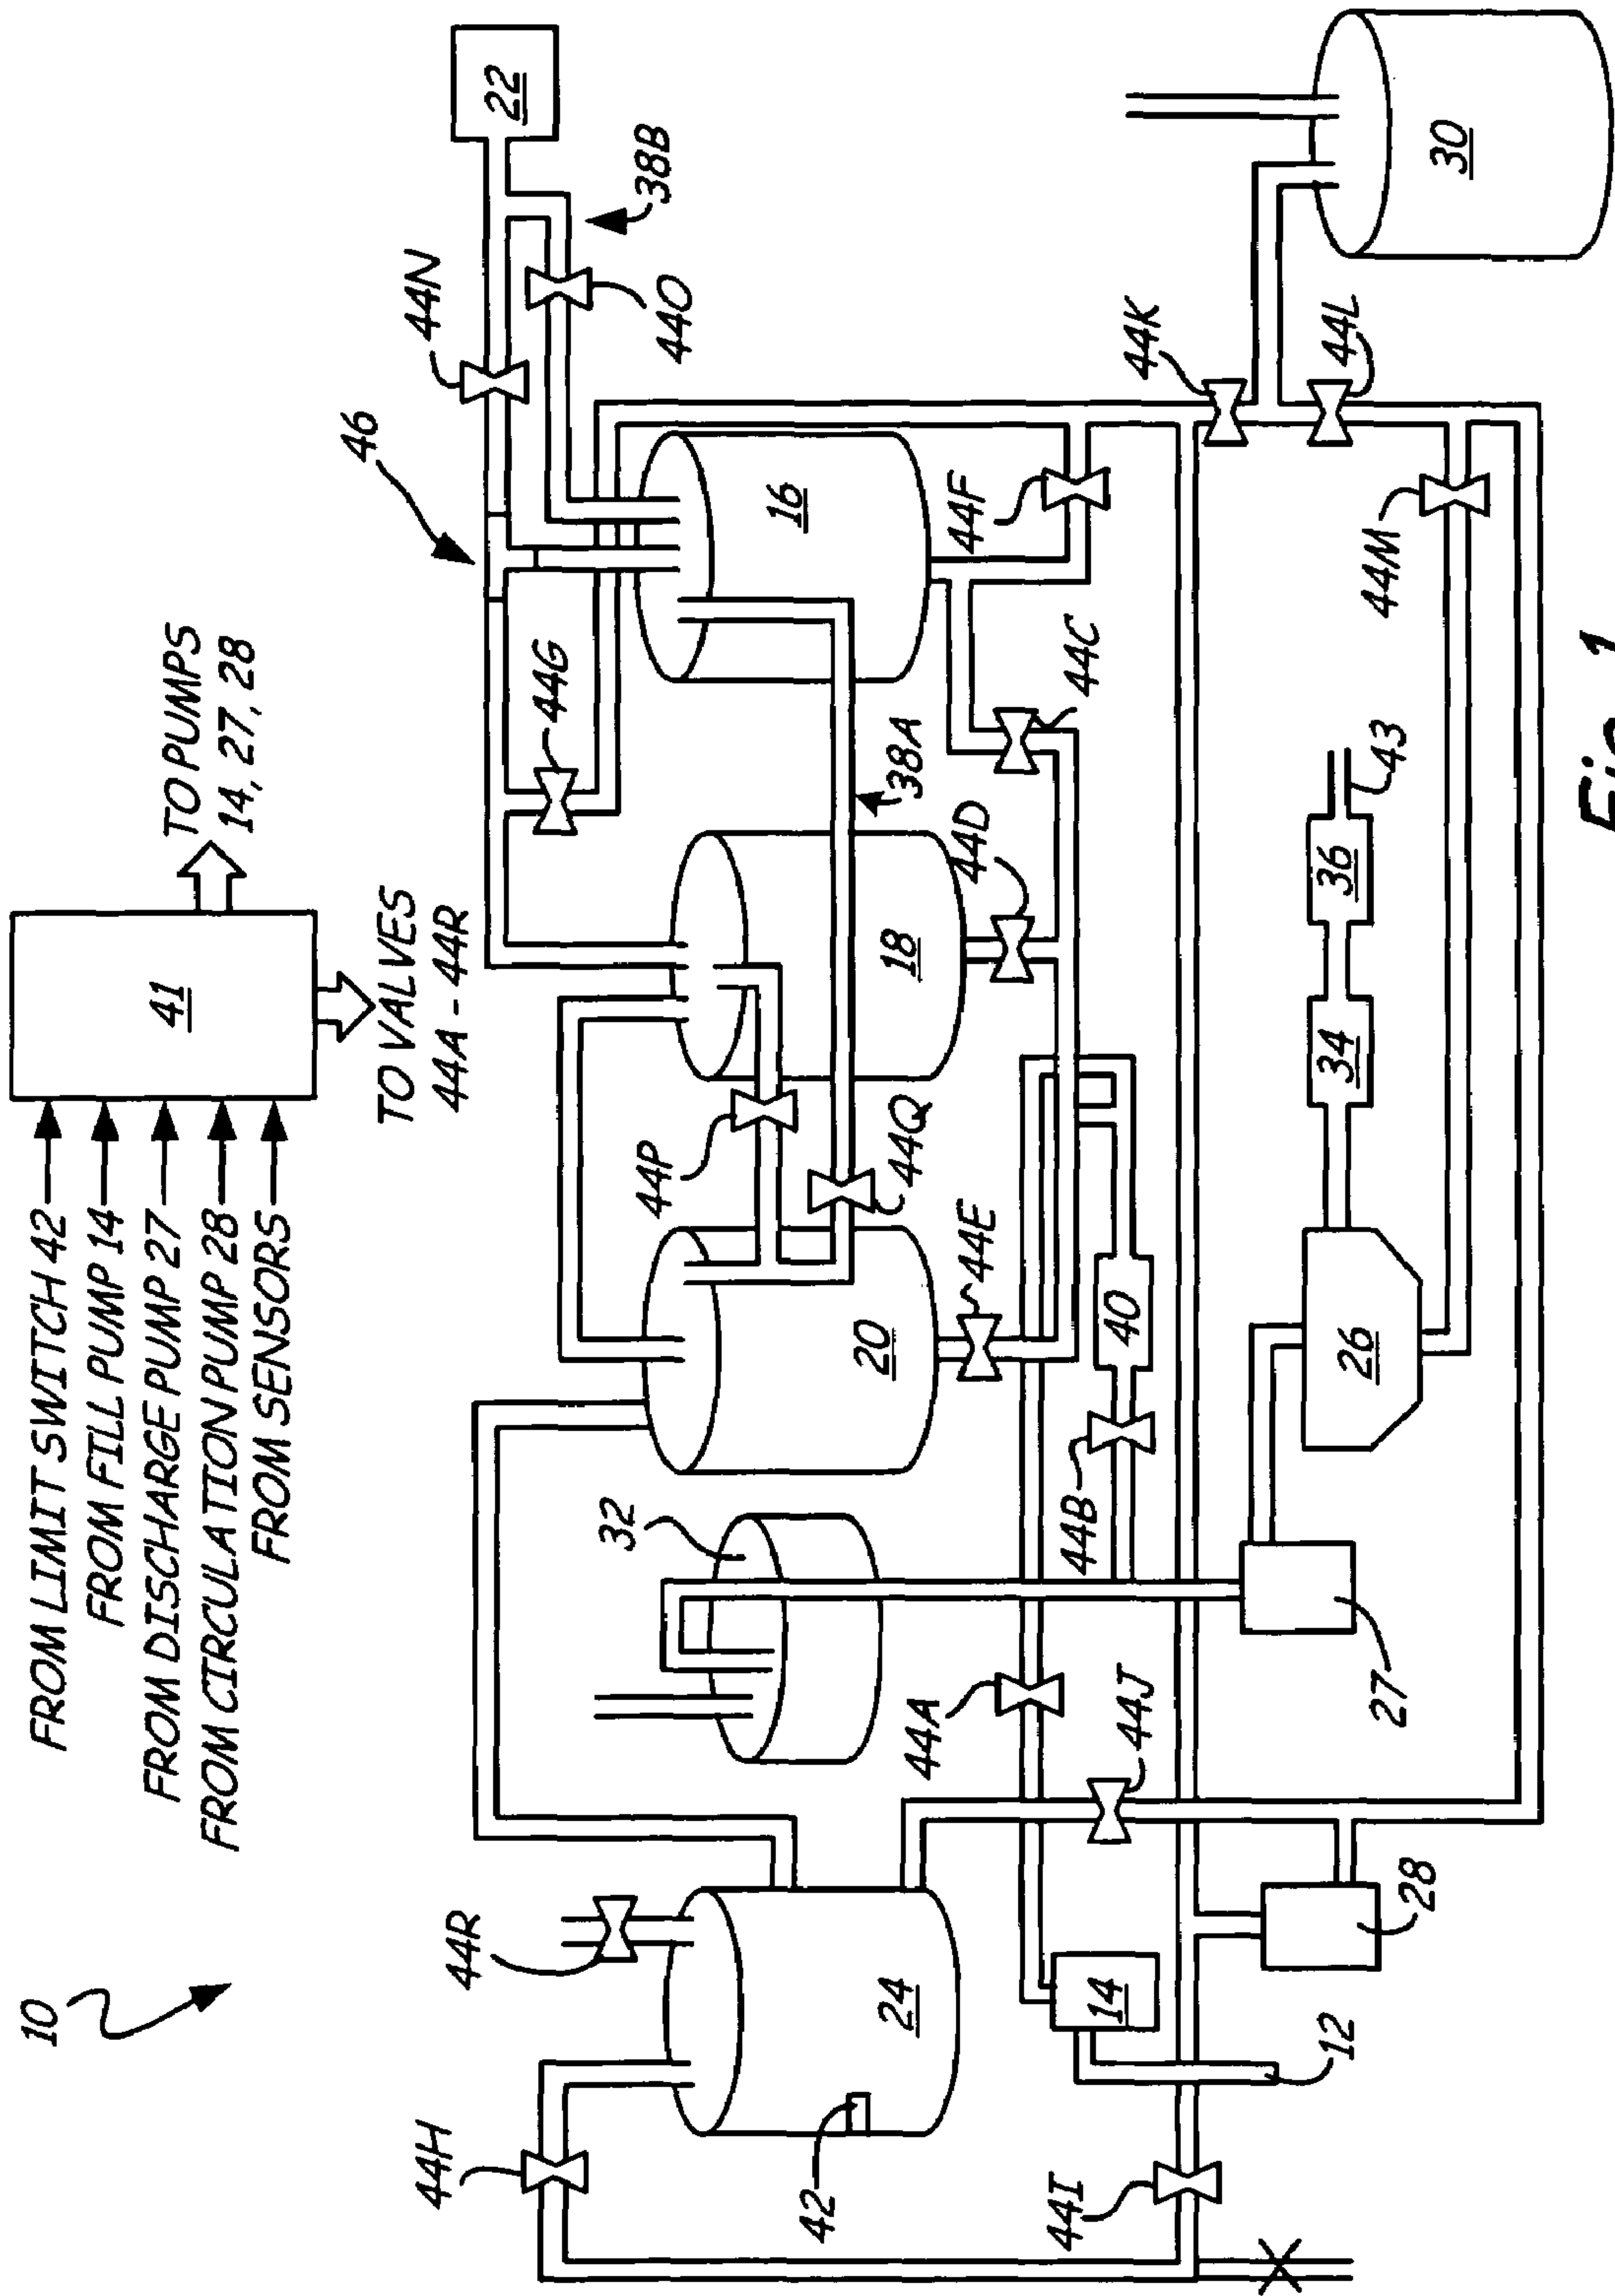 10
FROM LIMIT SWITCH 42
FROM FILL PUMP 14
FROM DISCHARGE PUMP 27
FROM CIRCULATION PUMP 28
FROM SENSORS
41
TO PUMPS
14, 27, 28
TO VALVES
44A - 44R
46
44N
22
38B
44O
44H
44R
32
44P
44G
16
44F
44K
30
24
42
20
18
44Q
44D
38A
44C
44E
44A
44B
40
44J
44L
14
12
44I
28
27
26
34
36
43
44M
Fig. 1